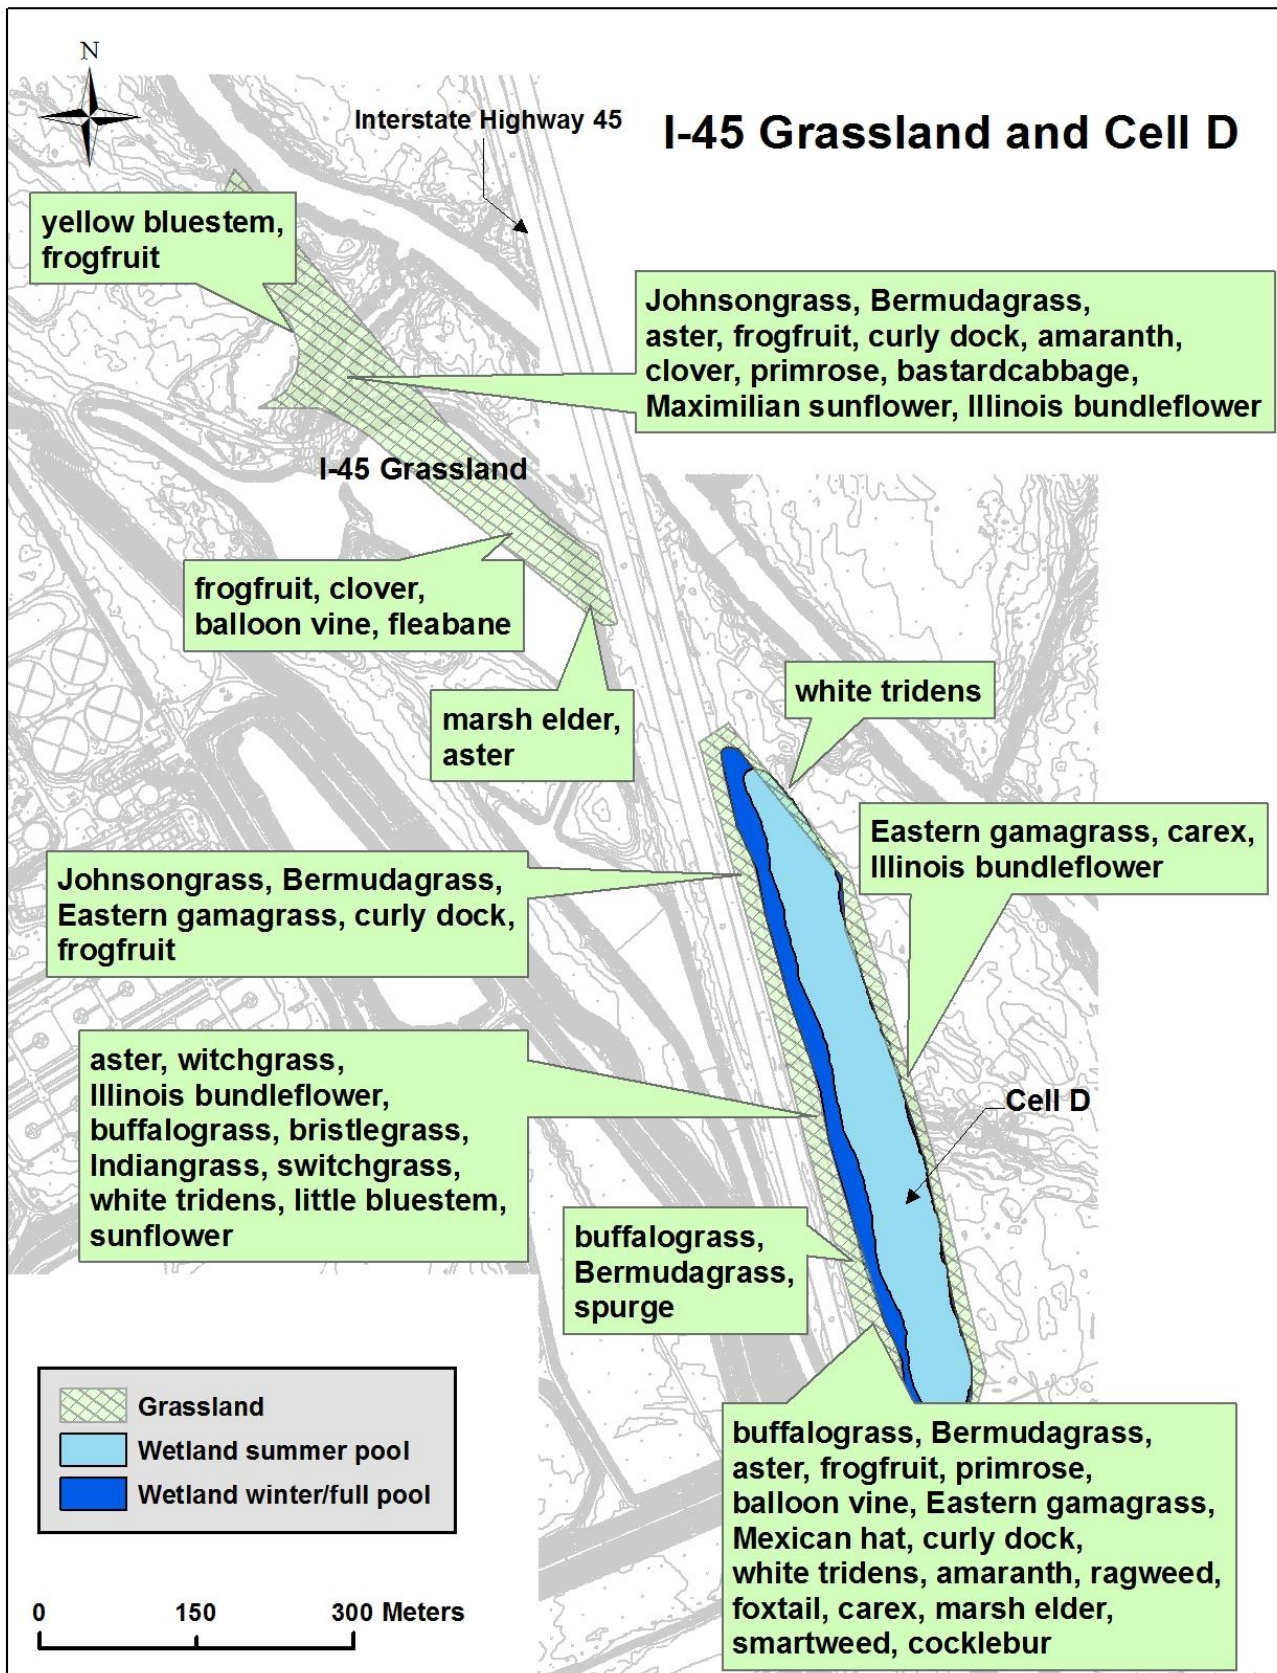 N
Interstate Highway 45
I-45 Grassland and Cell D
yellow bluestem,
frogfruit
Johnsongrass, Bermudagrass,
aster, frogfruit, curly dock, amaranth,
clover, primrose, bastardcabbage,
Maximilian sunflower, Illinois bundleflower
I-45 Grassland
frogfruit, clover,
balloon vine, fleabane
marsh elder,
aster
white tridens
Eastern gamagrass, carex,
Illinois bundleflower
Johnsongrass, Bermudagrass,
Eastern gamagrass, curly dock,
frogfruit
aster, witchgrass,
Illinois bundleflower,
buffalograss, bristlegrass,
Indiangrass, switchgrass,
white tridens, little bluestem,
sunflower
Cell D
buffalograss,
Bermudagrass,
spurge
buffalograss, Bermudagrass,
aster, frogfruit, primrose,
balloon vine, Eastern gamagrass,
Mexican hat, curly dock,
white tridens, amaranth, ragweed,
foxtail, carex, marsh elder,
smartweed, cocklebur
Grassland
Wetland summer pool
Wetland winter/full pool
0 150 300 Meters